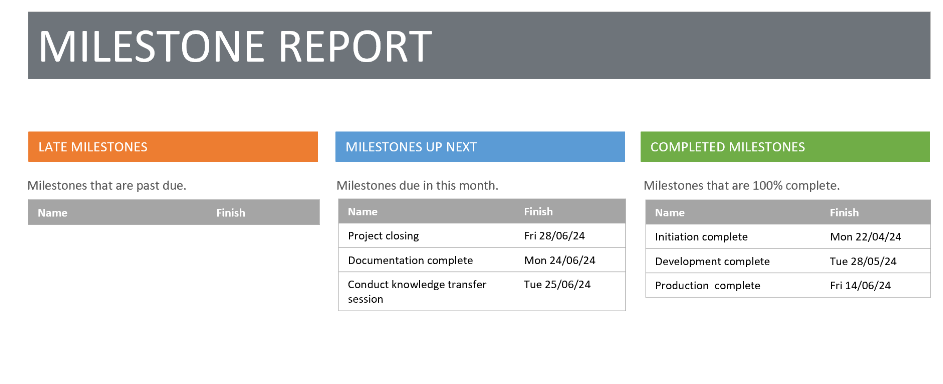 MILESTONE REPORT
LATE MILESTONES
Milestones that are past due.
Name Finish
MILESTONES UP NEXT
Milestones due in this month.
Name Finish
Project closing Fri 28/06/24
Documentation complete Mon 24/06/24
Conduct knowledge transfer Tue 25/06/24
session
COMPLETED MILESTONES
Milestones that are 100% complete.
Name Finish
Initiation complete Mon 22/04/24
Development complete Tue 28/05/24
Production complete Fri 14/06/24